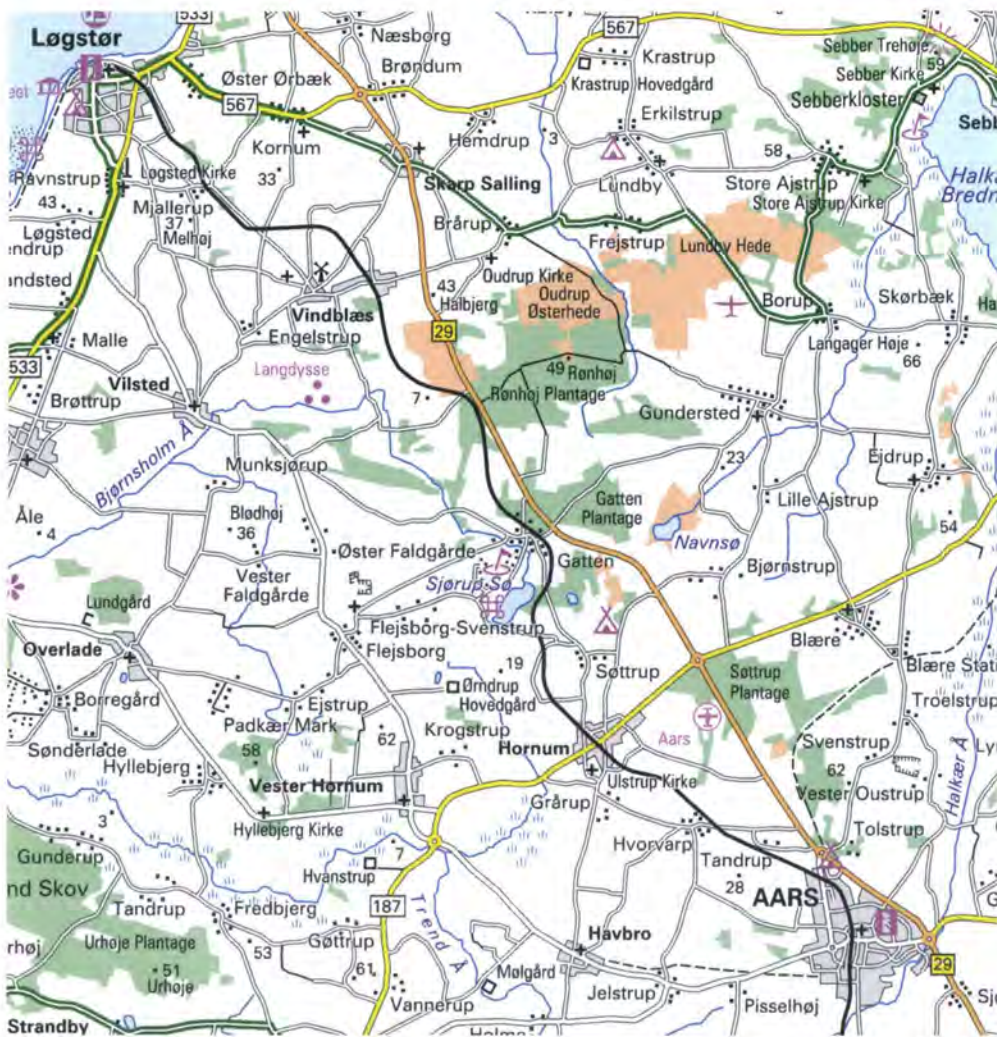 533
Løgstør
Næsborg
Brøndum
567
Krastrup
Krastrup Hovedgård
Sebber Trehøje
Sebber Kirke
59
Sebberkloster
Øster Ørbæk
567
Kornum
33
Hemdrup
3
Erkilstrup
58
Lundby
Store Ajstrup
Store Ajstrup Kirke
Ravnstrup
43
Løgsted
Løgsted Kirke
Mjallerup
37
Melhøj
Skarp Salling
Brårup
Frejstrup
Lundby Hede
Oudrup Kirke
Oudrup
Østerhede
43
Halbjerg
29
Borup
Skørbæk
Langager Høje
66
Vindblæs
Engelstrup
Malle
533
Vilsted
Langdysse
Brøttrup
7
49
Rønhøj
Rønhøj Plantage
Gundersted
Bjørnsholm Å
Munksjørup
23
Ejdrup
Lille Ajstrup
Gatten
Plantage
Navnsø
54
Åle
4
Blødhøj
36
Øster Faldgårde
Gatten
Bjørnstrup
Sjørup Sø
Vester
Faldgårde
Lundgård
Overlade
Flejsborg-Svenstrup
Flejsborg
Blære
19
Søttrup
Søttrup
Plantage
Ørndrup
Hovedgård
Troelstrup
Borregård
Ejstrup
Padkær Mark
62
Krogstrup
Hornum
Aars
Svenstrup
62
Halkær Å
Sønderlade
Hyllebjerg
58
Vester Hornum
Ulstrup Kirke
Vester Oustrup
Grårup
Hyllebjerg Kirke
Hvorvarp
Tolstrup
3
7
Hvanstrup
Tandrup
28
Gunderup
187
AARS
Tandrup
Fredbjerg
Trend Å
Havbro
Urhøje Plantage
53
Gøttrup
51
Urhøje
61
Mølgård
Jelstrup
29
Vannerup
Pisselhøj
Strandby